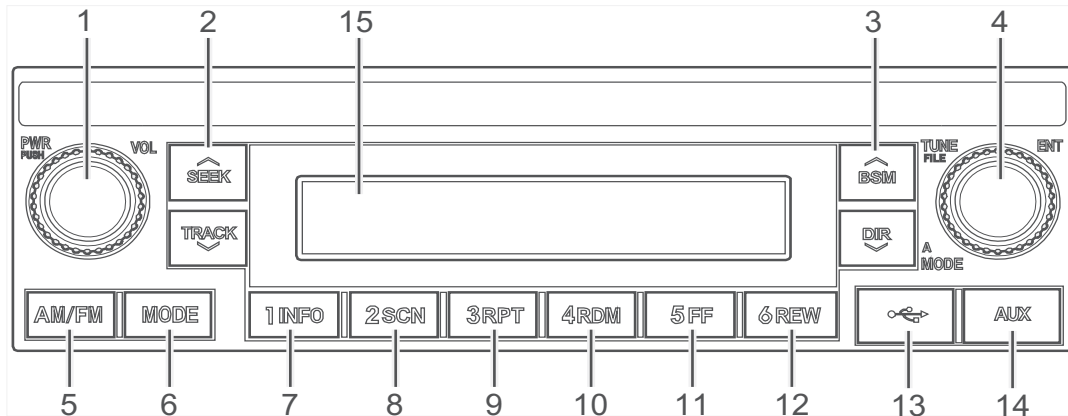 1 2 15 3 4
PWR
PUSH
VOL
SEEK
TRACK
BSM
DIR
TUNE
FILE
ENT
A
MODE
AM/FM MODE 1 INFO 2 SCN 3 RPT 4 RDM 5 FF 6 REW AUX
5 6 7 8 9 10 11 12 13 14